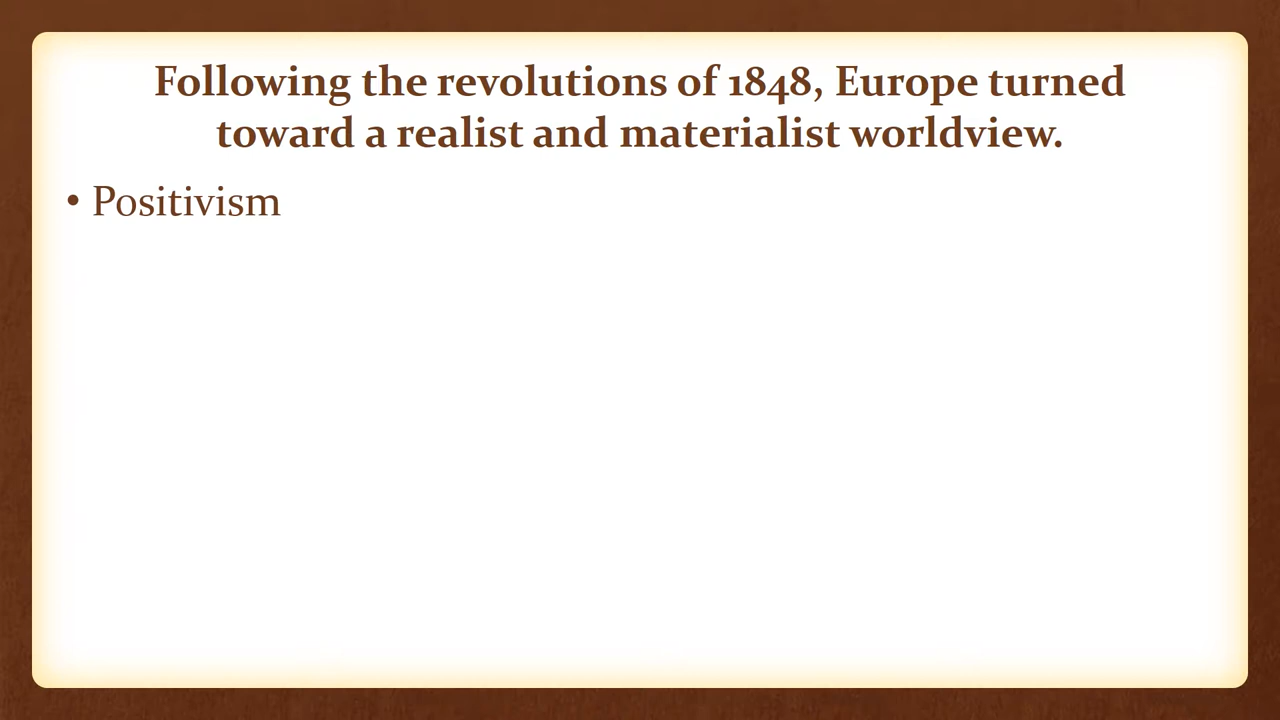 Following the revolutions of 1848, Europe turned
toward a realist and materialist worldview.
• Positivism